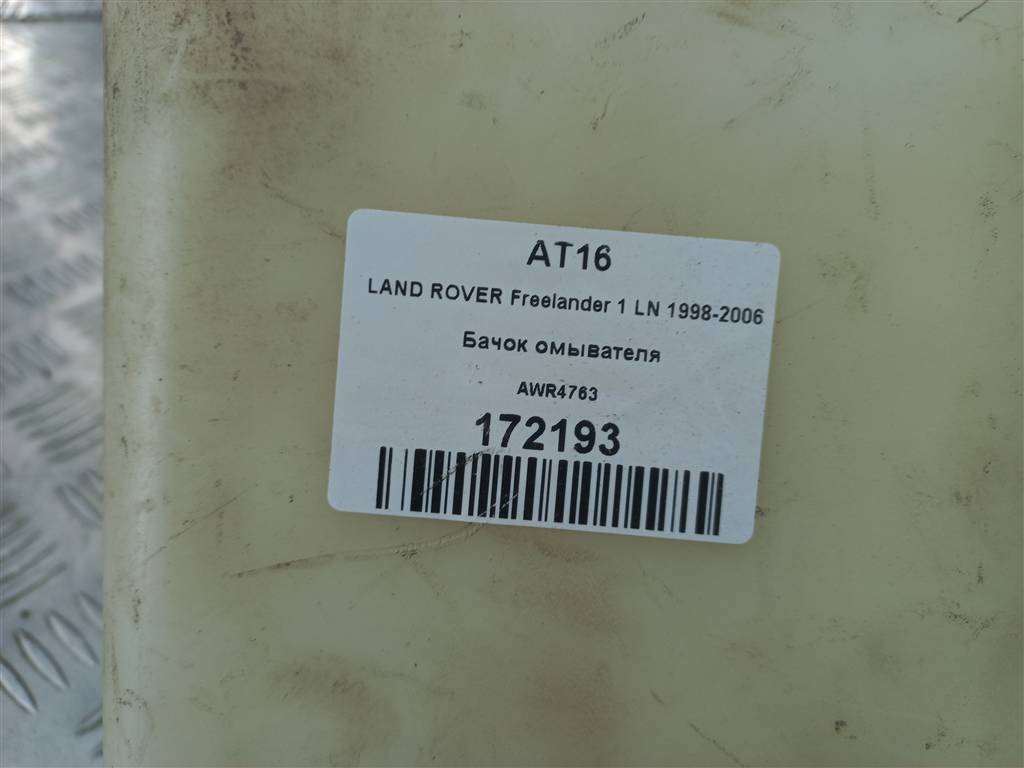 AT16
LAND ROVER Freelander 1 LN 1998-2006
Бачок омывателя
AWR4763
172193